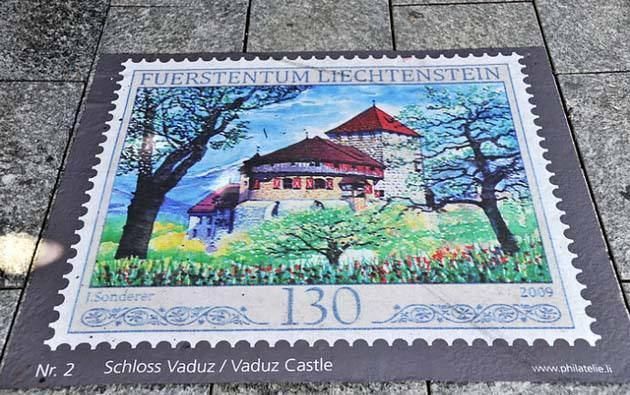 FUERSTENTUM LIECHTENSTEIN
J.Sonderer 130 2009
Nr. 2 Schloss Vaduz / Vaduz Castle www.philatelie.li